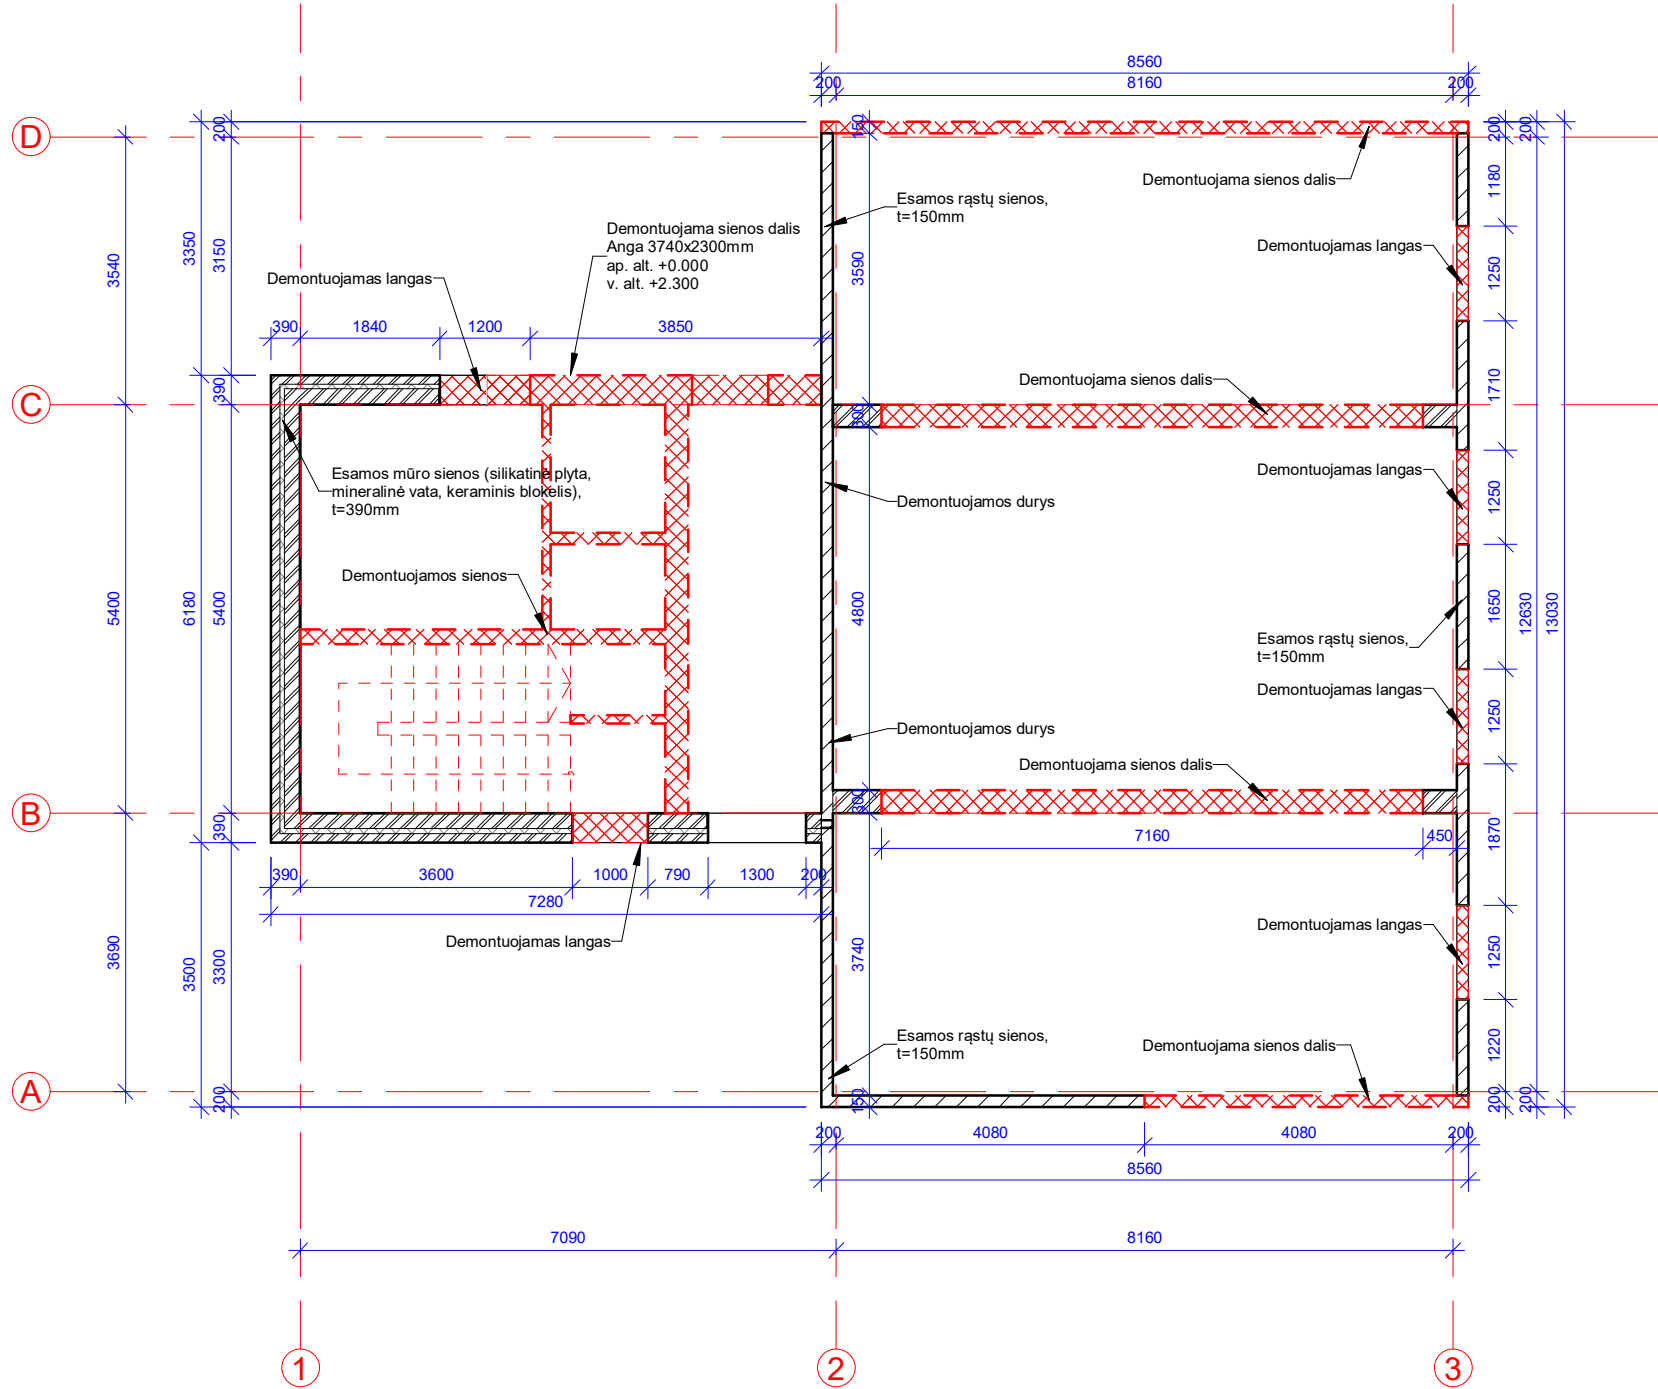 8560
200
8160
200
D
200
150
200
200
Demontuojama sienos dalis
1180
Esamos rąstų sienos,
t=150mm
Demontuojama sienos dalis
Anga 3740x2300mm
ap. alt. +0.000
v. alt. +2.300
Demontuojamas langas
3540
3350
3150
3590
Demontuojamas langas
1250
390
1840
1200
3850
1710
Demontuojama sienos dalis
C
390
300
Esamos mūro sienos (silikatinė plyta,
mineralinė vata, keraminis blokelis),
t=390mm
Demontuojamas langas
1250
Demontuojamos durys
Demontuojamos sienos
5400
6180
5400
4800
1650
12630
13030
Esamos rąstų sienos,
t=150mm
Demontuojamas langas
1250
Demontuojamos durys
Demontuojama sienos dalis
B
390
300
7160
450
1870
390
3600
1000
790
1300
200
7280
Demontuojamas langas
Demontuojamas langas
1250
3690
3500
3300
3740
Esamos rąstų sienos,
t=150mm
Demontuojama sienos dalis
1220
A
200
150
200
200
200
4080
4080
200
8560
7090
8160
1
2
3